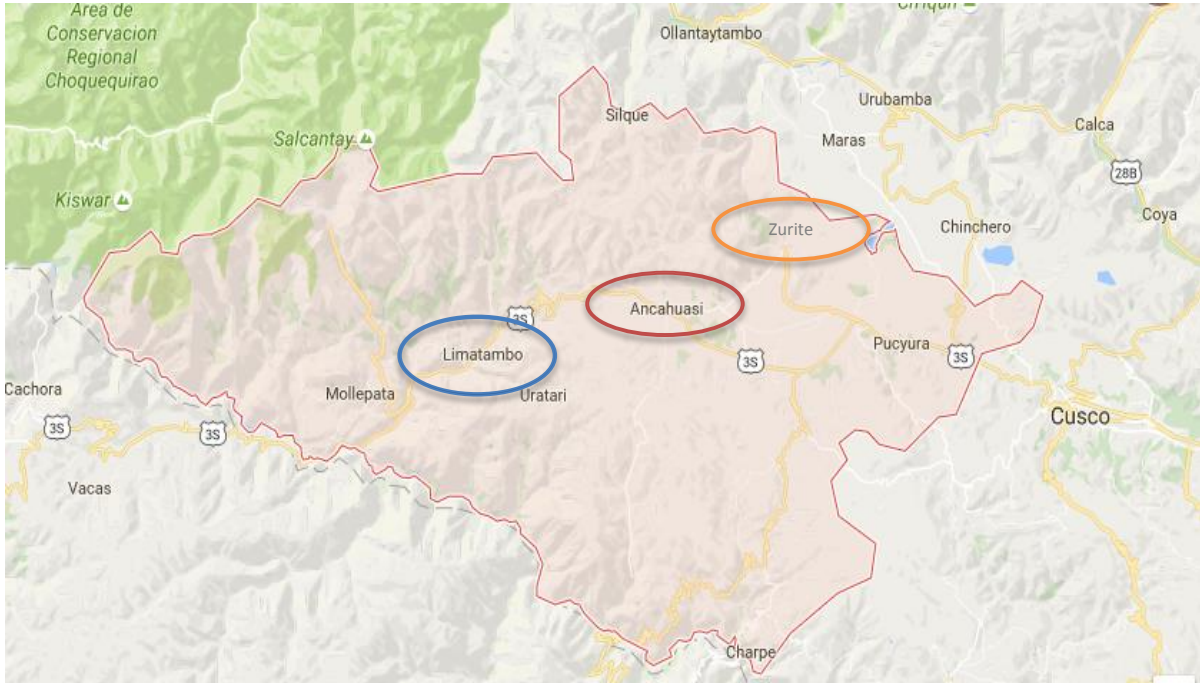 Area de
Conservacion
Regional
Choquequirao
Ollantaytambo
Urubamba
Silque
Calca
Maras
Salcantay
28B
Kiswar
Coya
Zurite
Chinchero
Ancahuasi
3S
Pucyura
Limatambo
3S
3S
Cachora
Mollepata
Uratari
Cusco
3S
3S
Vacas
Charpe